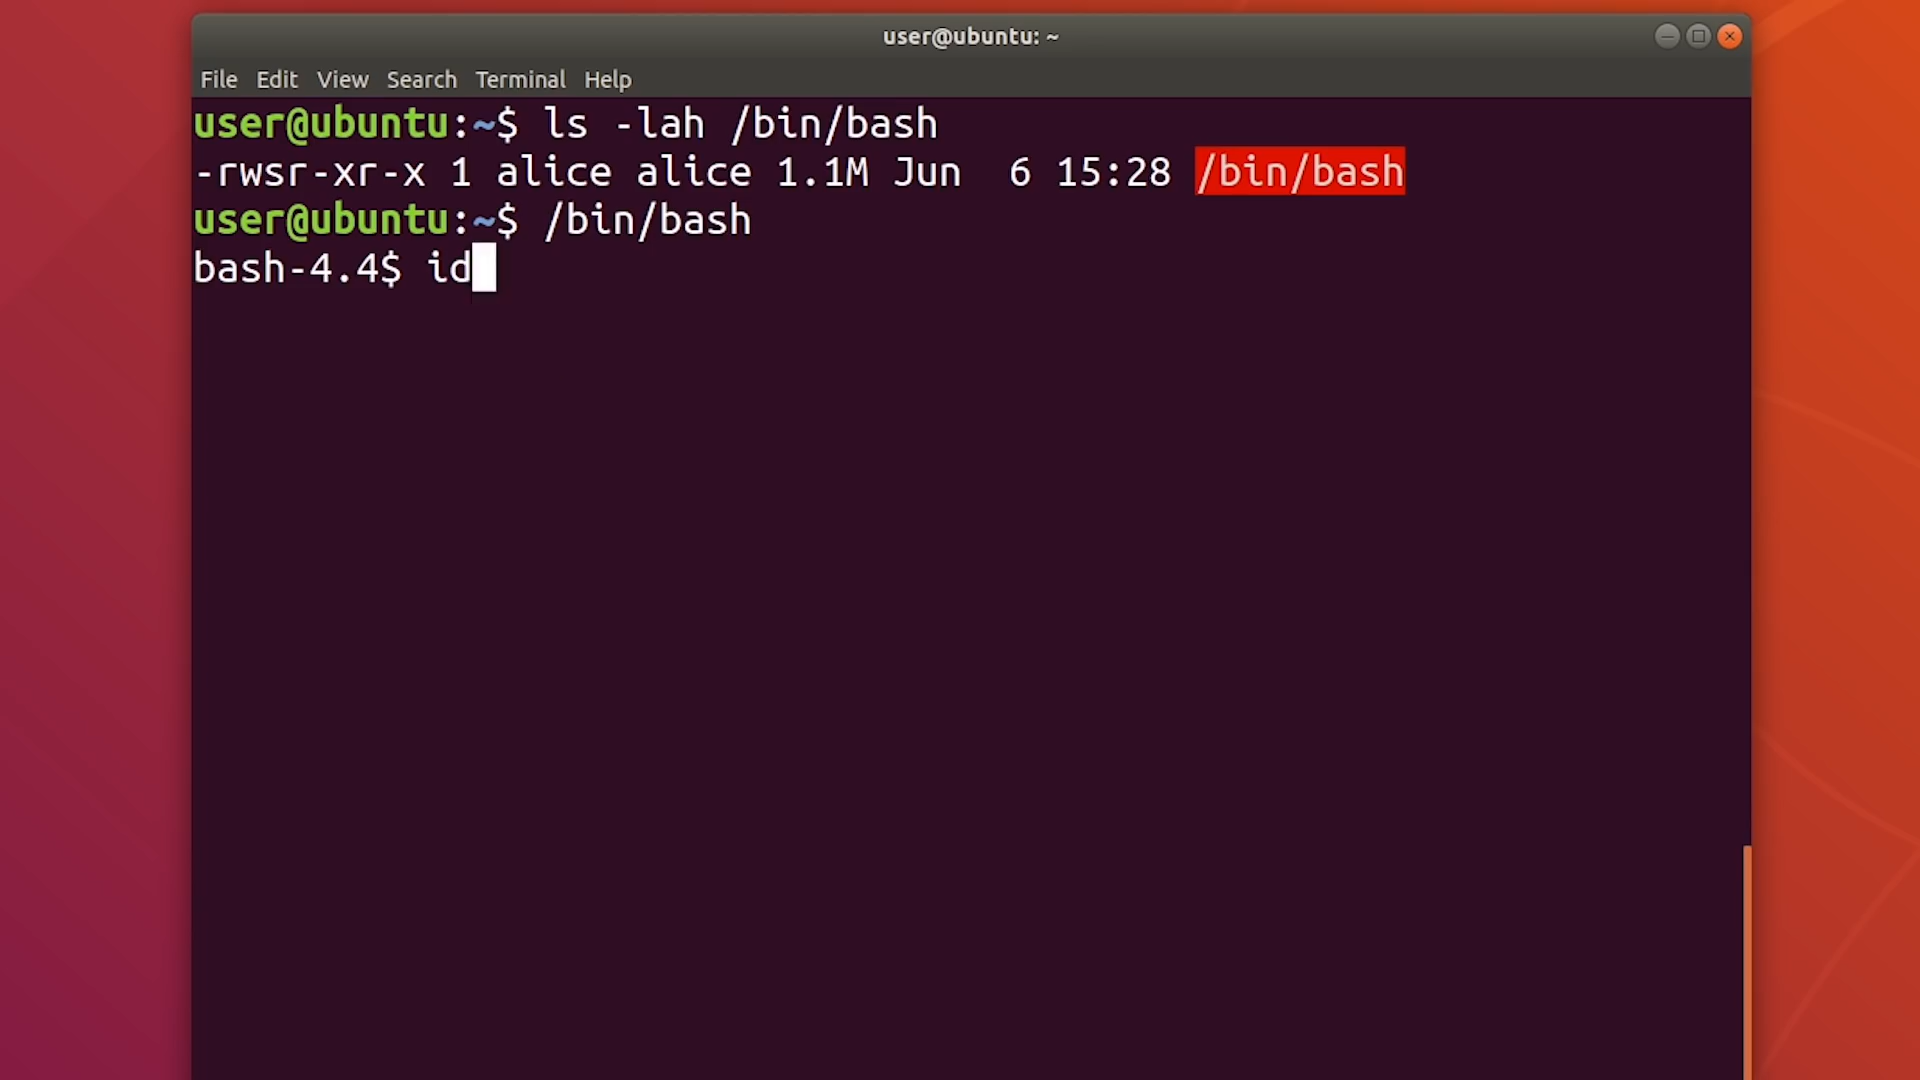 user@ubuntu: ~
File Edit View Search Terminal Help
user@ubuntu:~$ ls -lah /bin/bash
-rwsr-xr-x 1 alice alice 1.1M Jun  6 15:28 /bin/bash
user@ubuntu:~$ /bin/bash
bash-4.4$ id